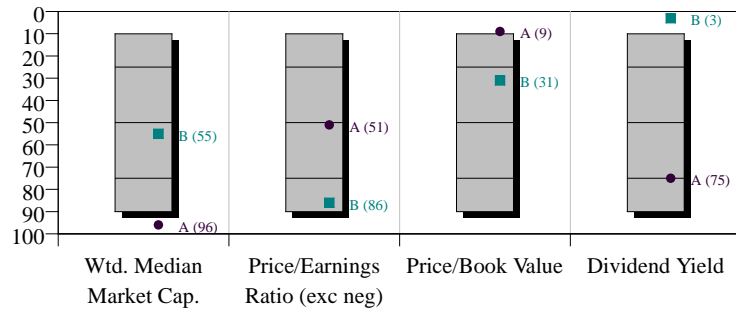 0
10
20
30
40
50
60
70
80
90
100
B (55)
A (96)
A (51)
B (86)
A (9)
B (31)
B (3)
A (75)
Wtd. Median
Market Cap.
Price/Earnings
Ratio (exc neg)
Price/Book Value
Dividend Yield